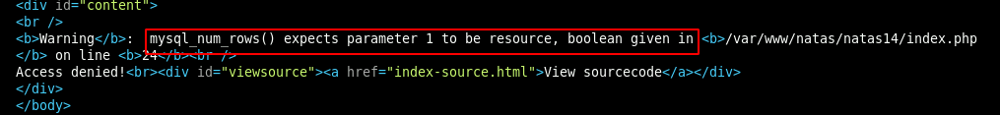 <div id="content">
<br />
<b>Warning</b>:  mysql_num_rows() expects parameter 1 to be resource, boolean given in <b>/var/www/natas/natas14/index.php
</b> on line <b>24</b><br />
Access denied!<br><div id="viewsource"><a href="index-source.html">View sourcecode</a></div>
</div>
</body>